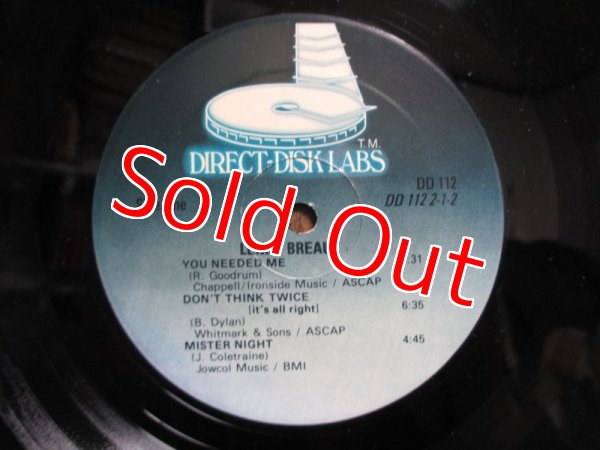 T.M.
DIRECT-DISK LABS
DD 112
DD 112 2-1-2
Sold Out
BREAU
YOU NEEDED ME
(R. Goodrum) :31
Chappell/Ironside Music / ASCAP
DON'T THINK TWICE
[it's all right] 6:35
(B. Dylan)
Whitmark & Sons / ASCAP
MISTER NIGHT 4:45
(J. Coletraine)
Jowcol Music / BMI